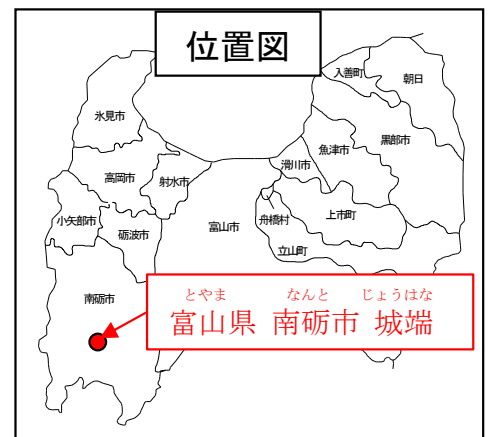 位置図
入善町
朝日
氷見市
黒部市
魚津市
滑川市
高岡市
射水市
上市町
小矢部市
舟橋村
富山市
砺波市
立山町
南砺市
とやま なんと じょうはな
富山県 南砺市 城端